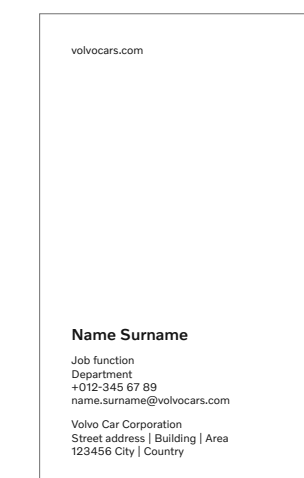 volvocars.com
Name Surname
Job function
Department
+012-345 67 89
name.surname@volvocars.com
Volvo Car Corporation
Street address | Building | Area
123456 City | Country